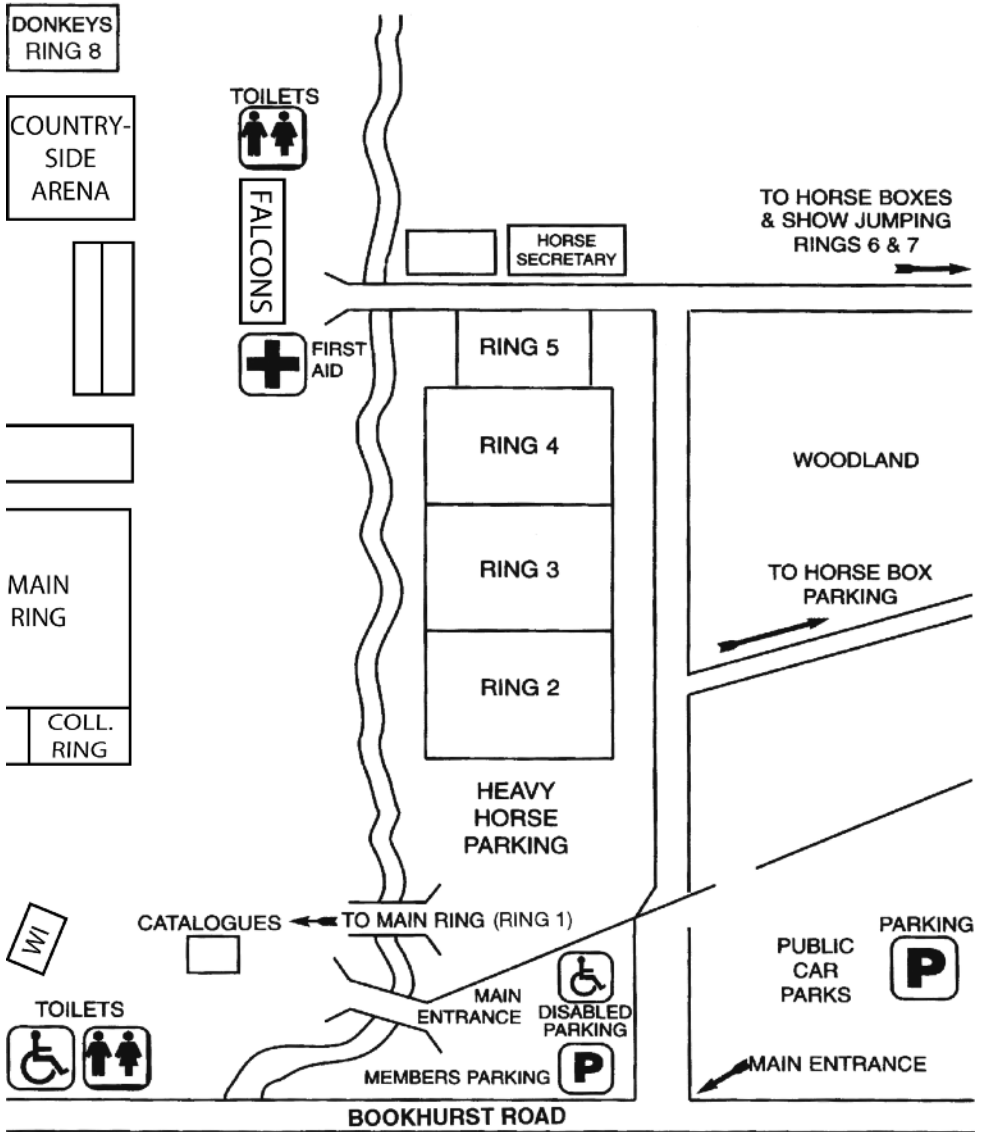 DONKEYS
RING 8
COUNTRY-
SIDE
ARENA
TOILETS
FALCONS
FIRST
AID
HORSE
SECRETARY
TO HORSE BOXES
& SHOW JUMPING
RINGS 6 & 7
RING 5
RING 4
RING 3
RING 2
WOODLAND
TO HORSE BOX
PARKING
MAIN
RING
COLL.
RING
HEAVY
HORSE
PARKING
WI
CATALOGUES
TO MAIN RING (RING 1)
MAIN
ENTRANCE
DISABLED
PARKING
PUBLIC
CAR
PARKS
PARKING
P
TOILETS
MEMBERS PARKING
P
MAIN ENTRANCE
BOOKHURST ROAD